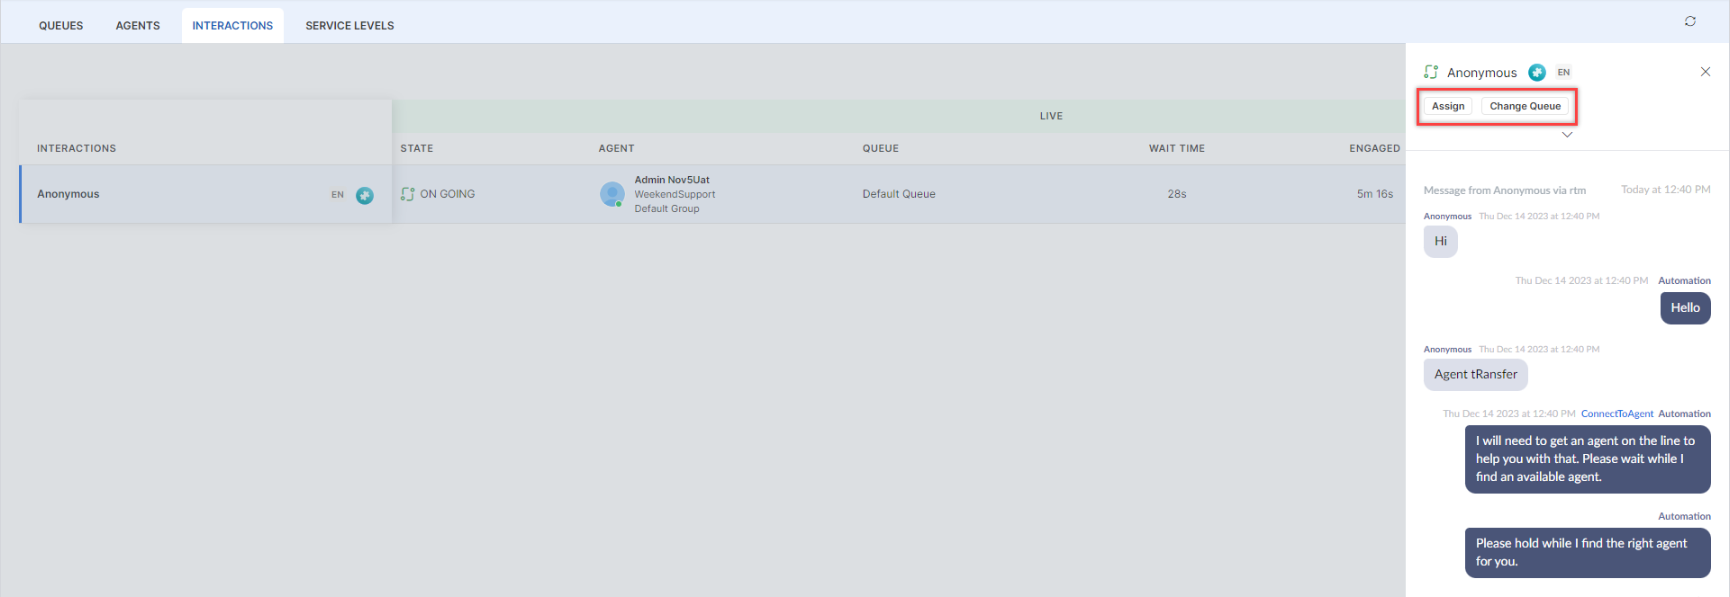 QUEUES AGENTS INTERACTIONS SERVICE LEVELS
LIVE
INTERACTIONS STATE AGENT QUEUE WAIT TIME ENGAGED
Anonymous EN ON GOING Admin Nov5Uat Default Queue 28s 5m 16s
WeekendSupport
Default Group
Anonymous EN
Assign Change Queue
Message from Anonymous via rtm Today at 12:40 PM
Anonymous Thu Dec 14 2023 at 12:40 PM
Hi
Thu Dec 14 2023 at 12:40 PM Automation
Hello
Anonymous Thu Dec 14 2023 at 12:40 PM
Agent tRansfer
Thu Dec 14 2023 at 12:40 PM ConnectToAgent Automation
I will need to get an agent on the line to
help you with that. Please wait while I
find an available agent.
Automation
Please hold while I find the right agent
for you.